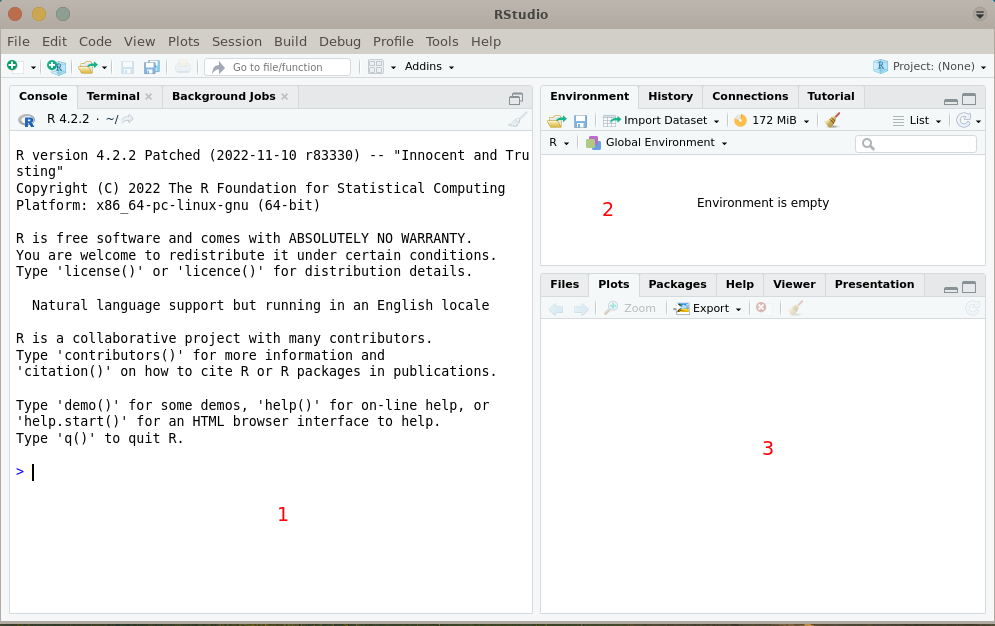 RStudio
File Edit Code View Plots Session Build Debug Profile Tools Help
Go to file/function Addins Project: (None)
Console Terminal Background Jobs
R 4.2.2 · ~/
R version 4.2.2 Patched (2022-11-10 r83330) -- "Innocent and Tru
sting"
Copyright (C) 2022 The R Foundation for Statistical Computing
Platform: x86_64-pc-linux-gnu (64-bit)
R is free software and comes with ABSOLUTELY NO WARRANTY.
You are welcome to redistribute it under certain conditions.
Type 'license()' or 'licence()' for distribution details.
Natural language support but running in an English locale
R is a collaborative project with many contributors.
Type 'contributors()' for more information and
'citation()' on how to cite R or R packages in publications.
Type 'demo()' for some demos, 'help()' for on-line help, or
'help.start()' for an HTML browser interface to help.
Type 'q()' to quit R.
>
1
Environment History Connections Tutorial
Import Dataset 172 MiB List
R Global Environment
2
Environment is empty
Files Plots Packages Help Viewer Presentation
Zoom Export
3